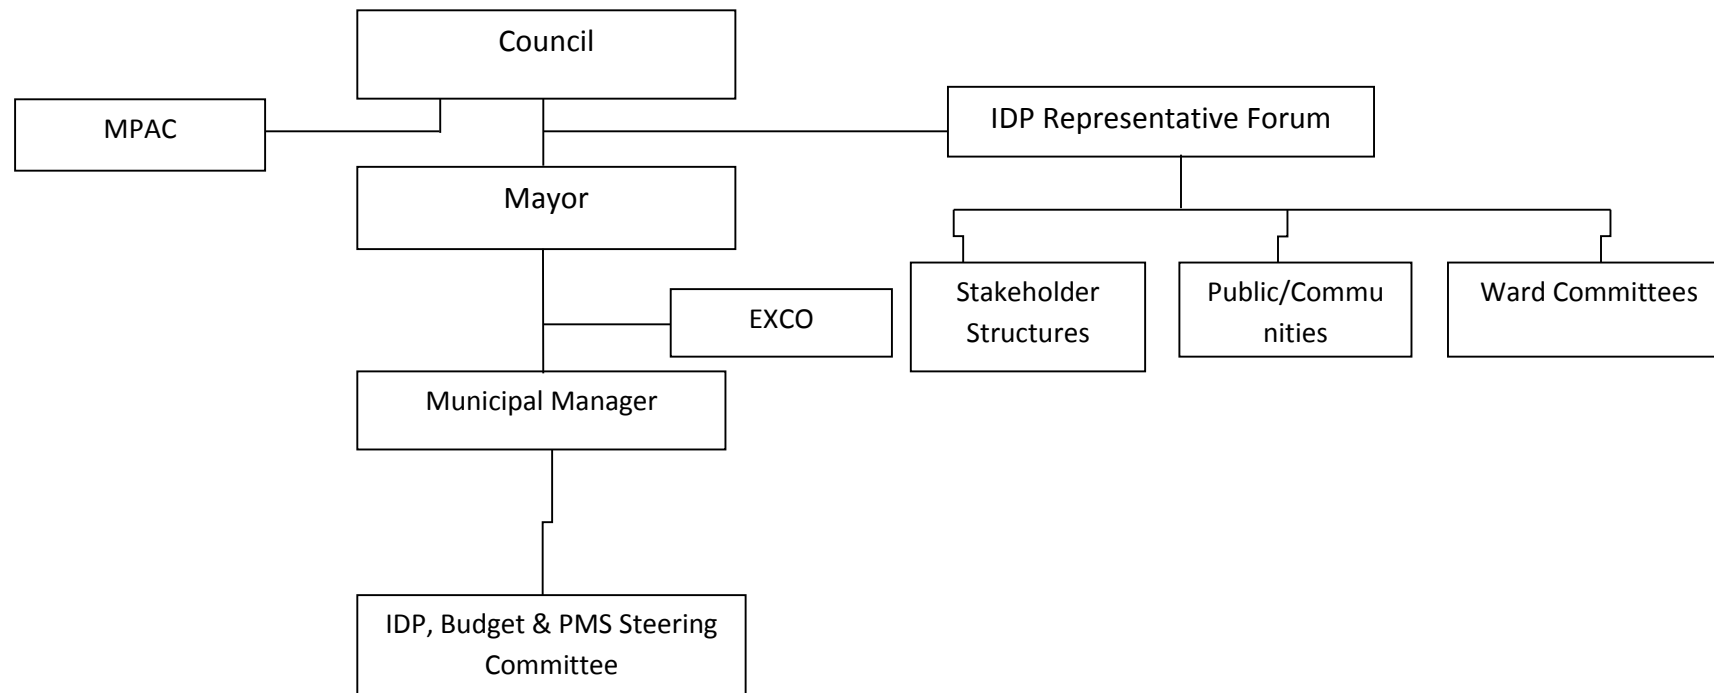 Council
MPAC
IDP Representative Forum
Mayor
Stakeholder
Structures
Public/Commu
nities
Ward Committees
EXCO
Municipal Manager
IDP, Budget & PMS Steering
Committee